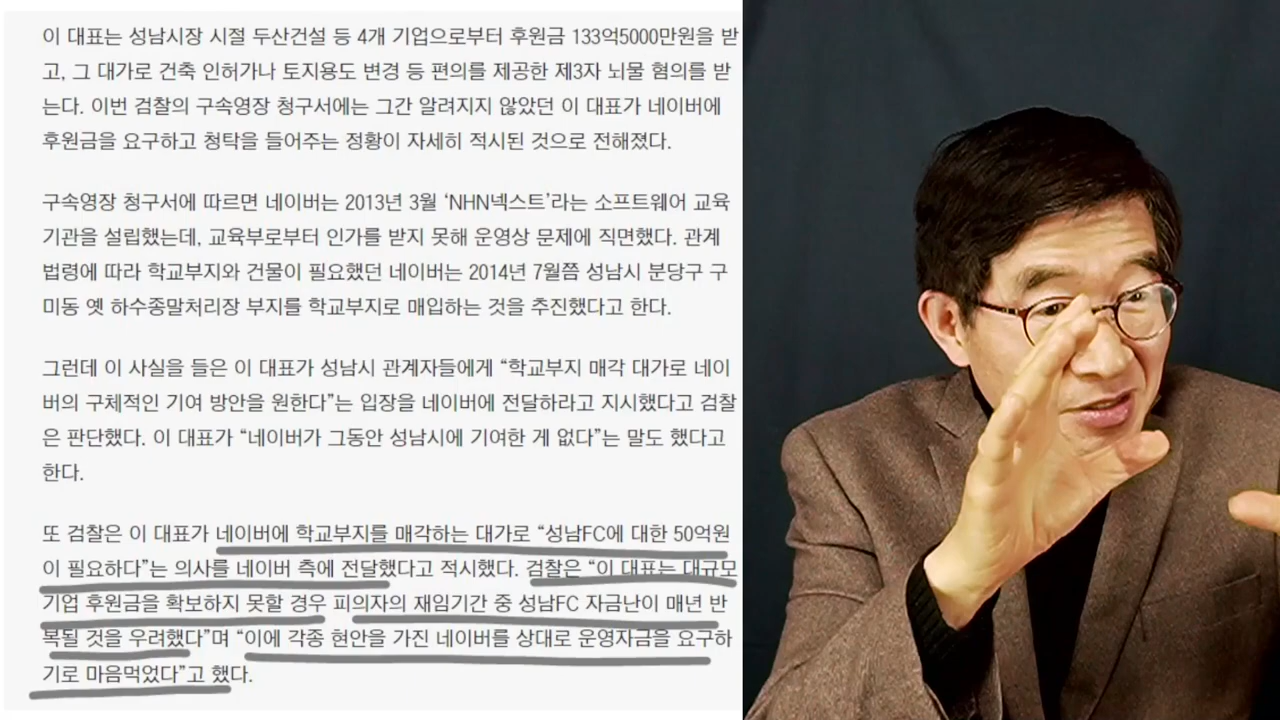 이 대표는 성남시장 시절 두산건설 등 4개 기업으로부터 후원금 133억5000만원을 받
고, 그 대가로 건축 인허가나 토지용도 변경 등 편의를 제공한 제3자 뇌물 혐의를 받
는다. 이번 검찰의 구속영장 청구서에는 그간 알려지지 않았던 이 대표가 네이버에
후원금을 요구하고 청탁을 들어주는 정황이 자세히 적시된 것으로 전해졌다.
구속영장 청구서에 따르면 네이버는 2013년 3월 ‘NHN넥스트’라는 소프트웨어 교육
기관을 설립했는데, 교육부로부터 인가를 받지 못해 운영상 문제에 직면했다. 관계
법령에 따라 학교부지와 건물이 필요했던 네이버는 2014년 7월쯤 성남시 분당구 구
미동 옛 하수종말처리장 부지를 학교부지로 매입하는 것을 추진했다고 한다.
그런데 이 사실을 들은 이 대표가 성남시 관계자들에게 “학교부지 매각 대가로 네이
버의 구체적인 기여 방안을 원한다”는 입장을 네이버에 전달하라고 지시했다고 검찰
은 판단했다. 이 대표가 “네이버가 그동안 성남시에 기여한 게 없다”는 말도 했다고
한다.
또 검찰은 이 대표가 네이버에 학교부지를 매각하는 대가로 “성남FC에 대한 50억원
이 필요하다”는 의사를 네이버 측에 전달했다고 적시했다. 검찰은 “이 대표는 대규모
기업 후원금을 확보하지 못할 경우 피의자의 재임기간 중 성남FC 자금난이 매년 반
복될 것을 우려했다”며 “이에 각종 현안을 가진 네이버를 상대로 운영자금을 요구하
기로 마음먹었다”고 했다.